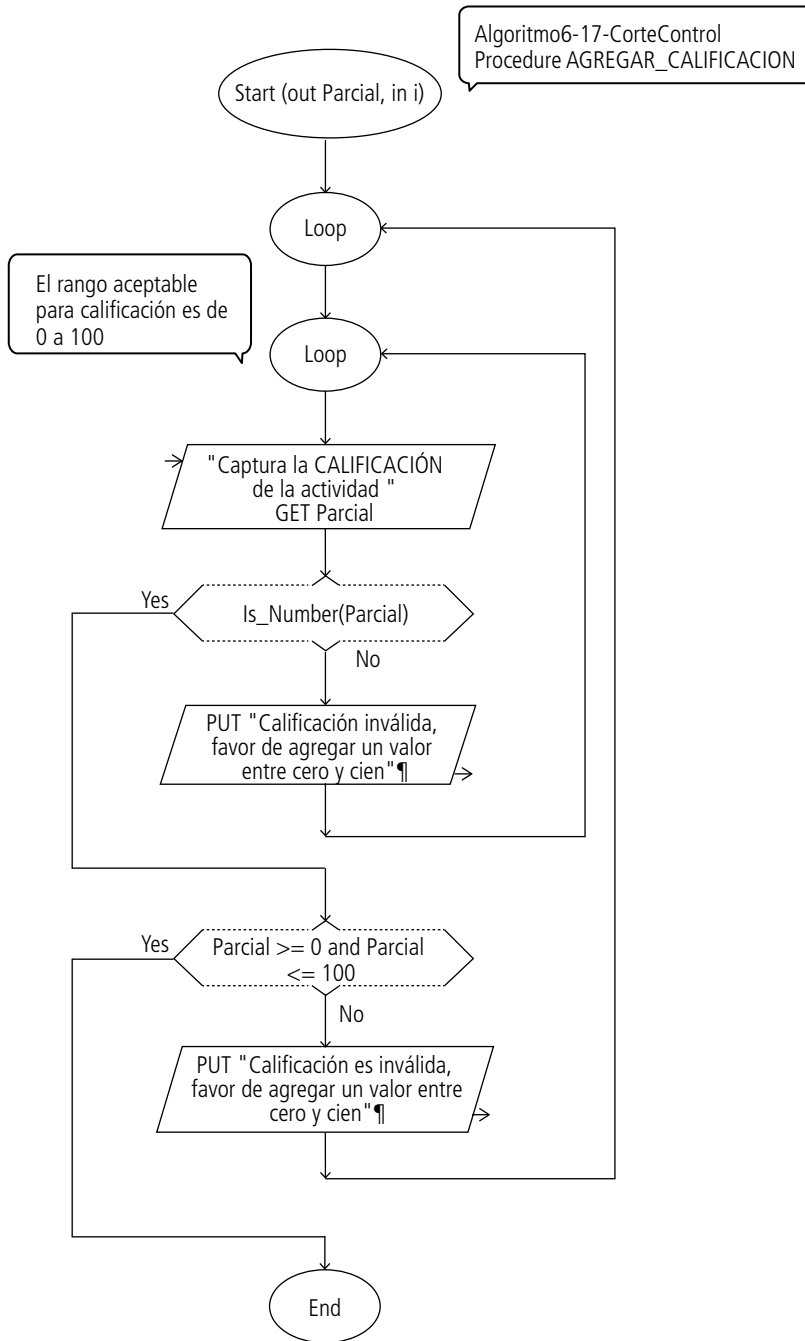 Algoritmo6-17-CorteControl
Procedure AGREGAR_CALIFICACION
Start (out Parcial, in i)
Loop
El rango aceptable
para calificación es de
0 a 100
Loop
"Captura la CALIFICACIÓN
de la actividad "
GET Parcial
Yes
Is_Number(Parcial)
No
PUT "Calificación inválida,
favor de agregar un valor
entre cero y cien"¶
Yes
Parcial >= 0 and Parcial
<= 100
No
PUT "Calificación es inválida,
favor de agregar un valor entre
cero y cien"¶
End